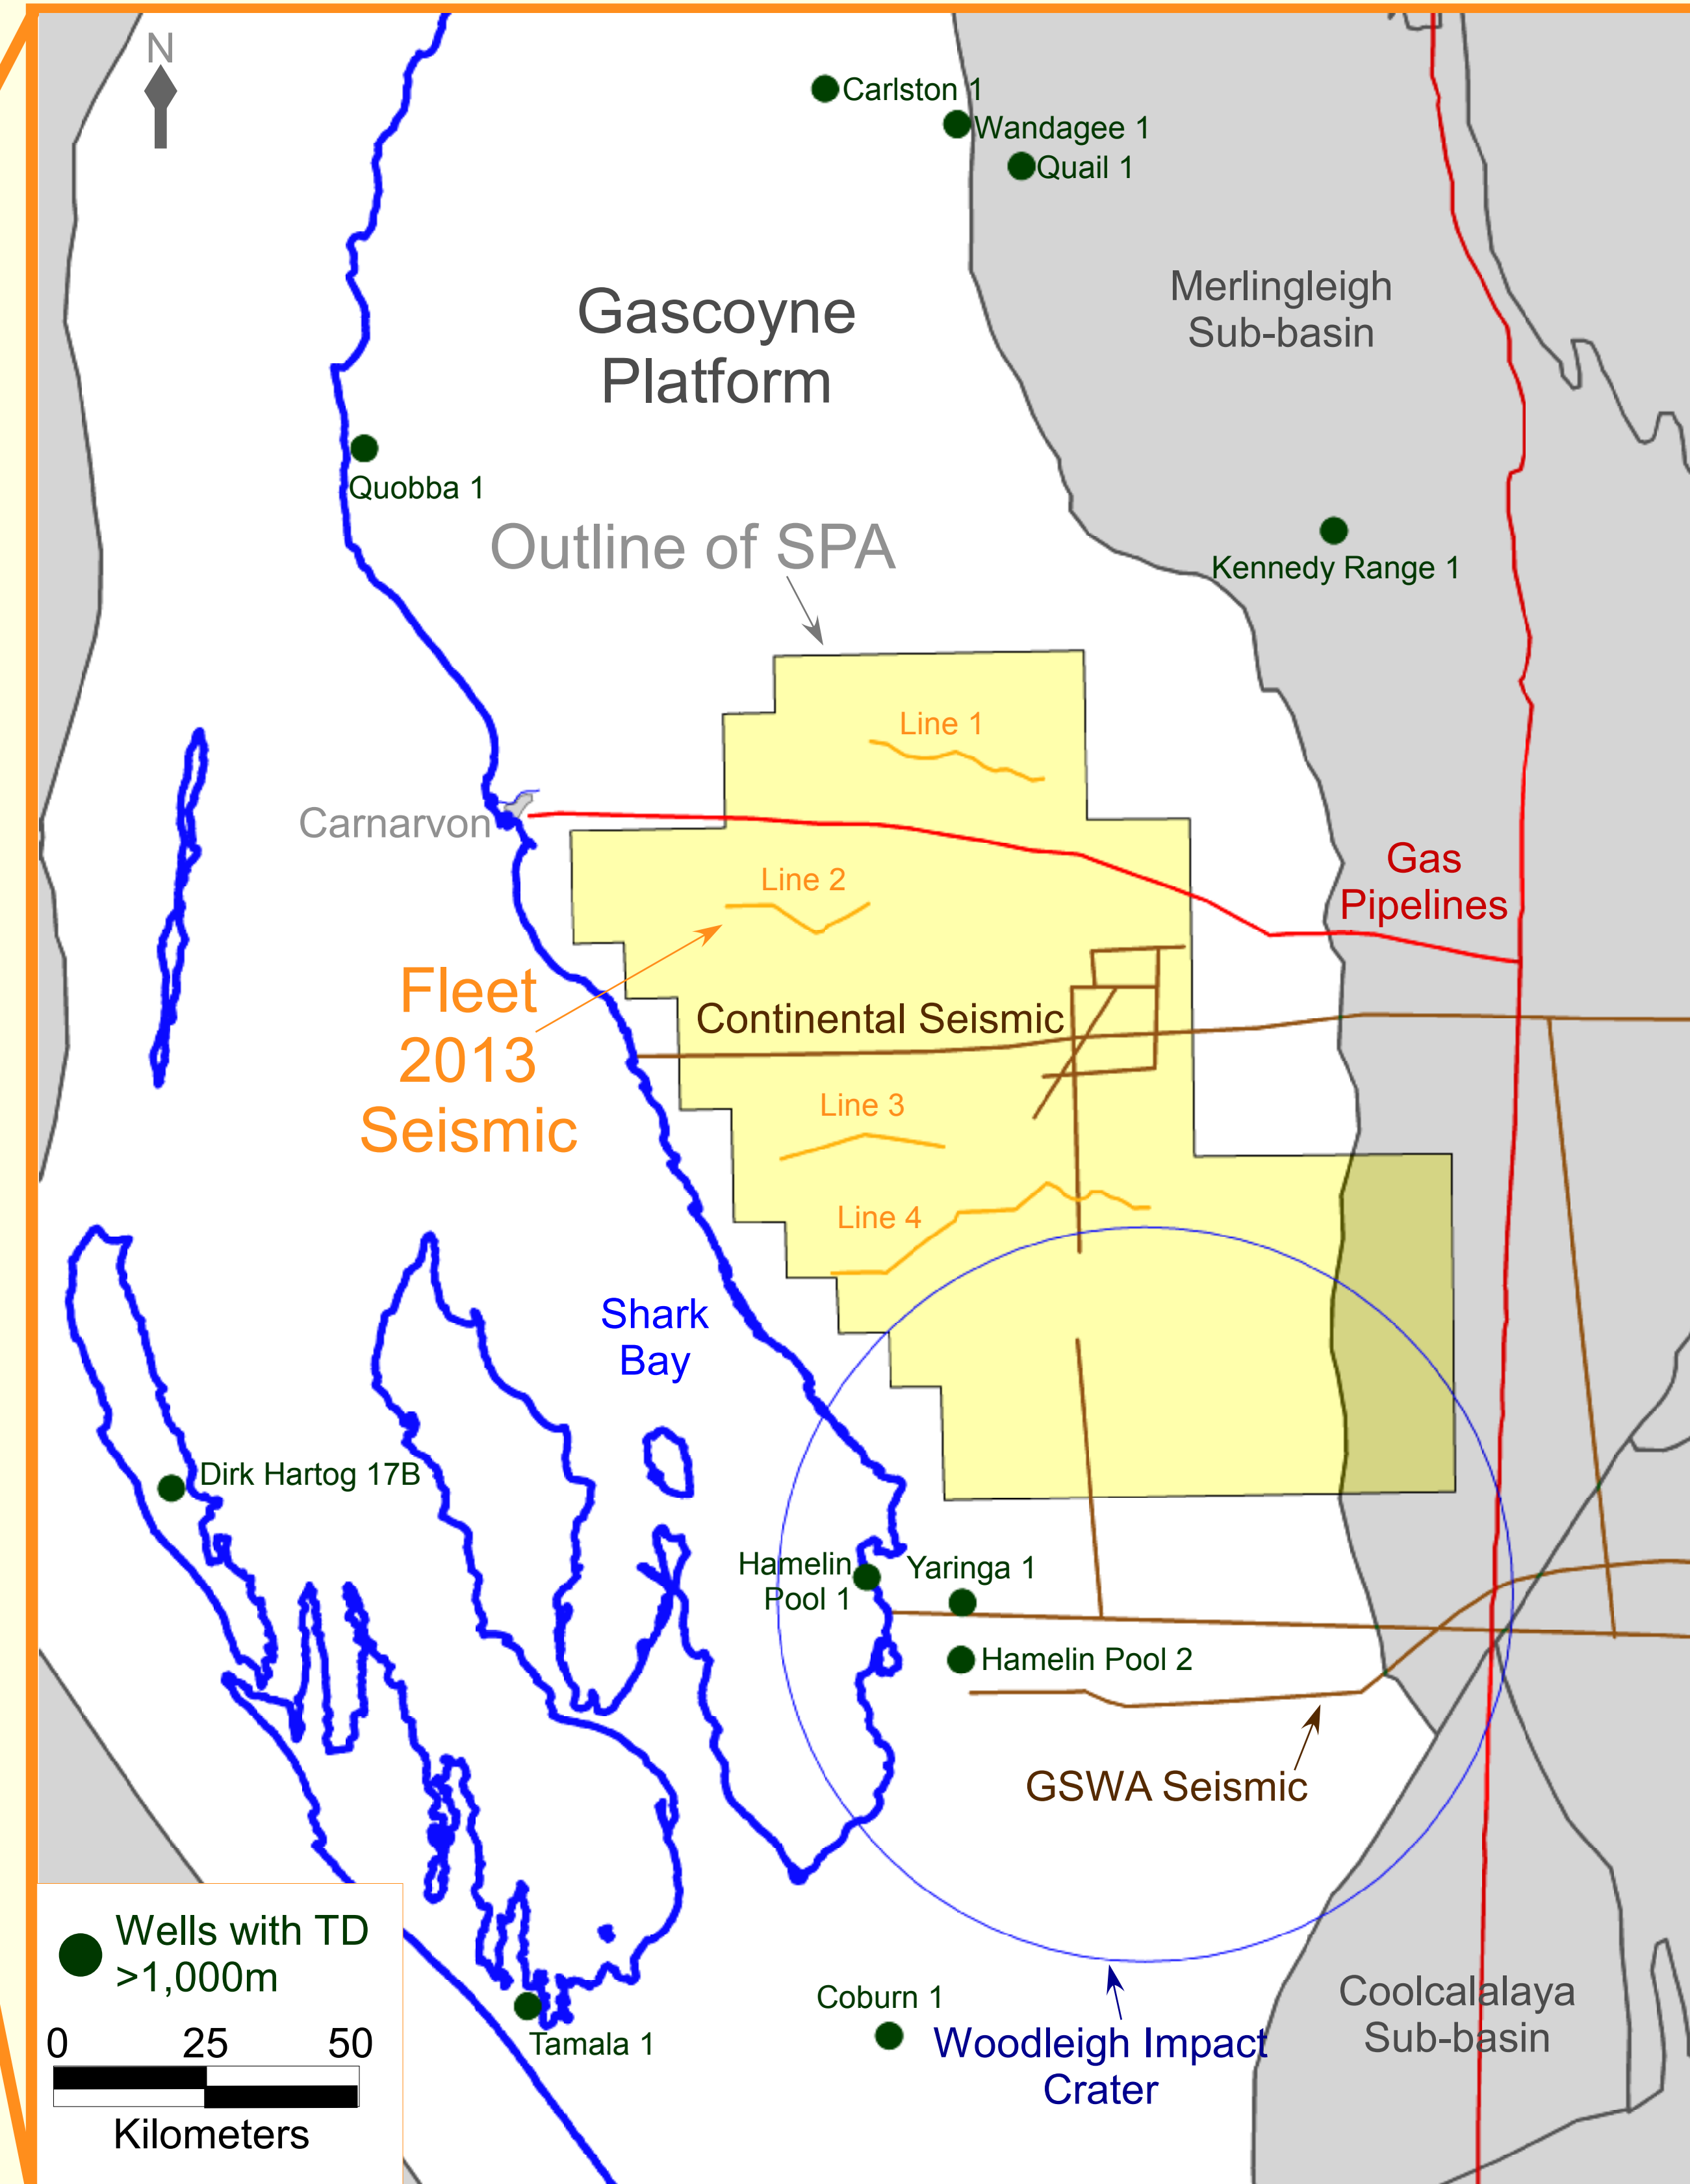 N
Carlston 1
Wandagee 1
Quail 1
Merlingleigh
Sub-basin
Gascoyne
Platform
Quobba 1
Outline of SPA
Kennedy Range 1
Line 1
Carnarvon
Gas
Pipelines
Line 2
Fleet
2013
Seismic
Continental Seismic
Line 3
Line 4
Shark
Bay
Dirk Hartog 17B
Hamelin
Pool 1
Yaringa 1
Hamelin Pool 2
GSWA Seismic
Wells with TD
>1,000m
Coburn 1
Coolcalalaya
Sub-basin
Tamala 1
Woodleigh Impact
Crater
0 25 50
Kilometers